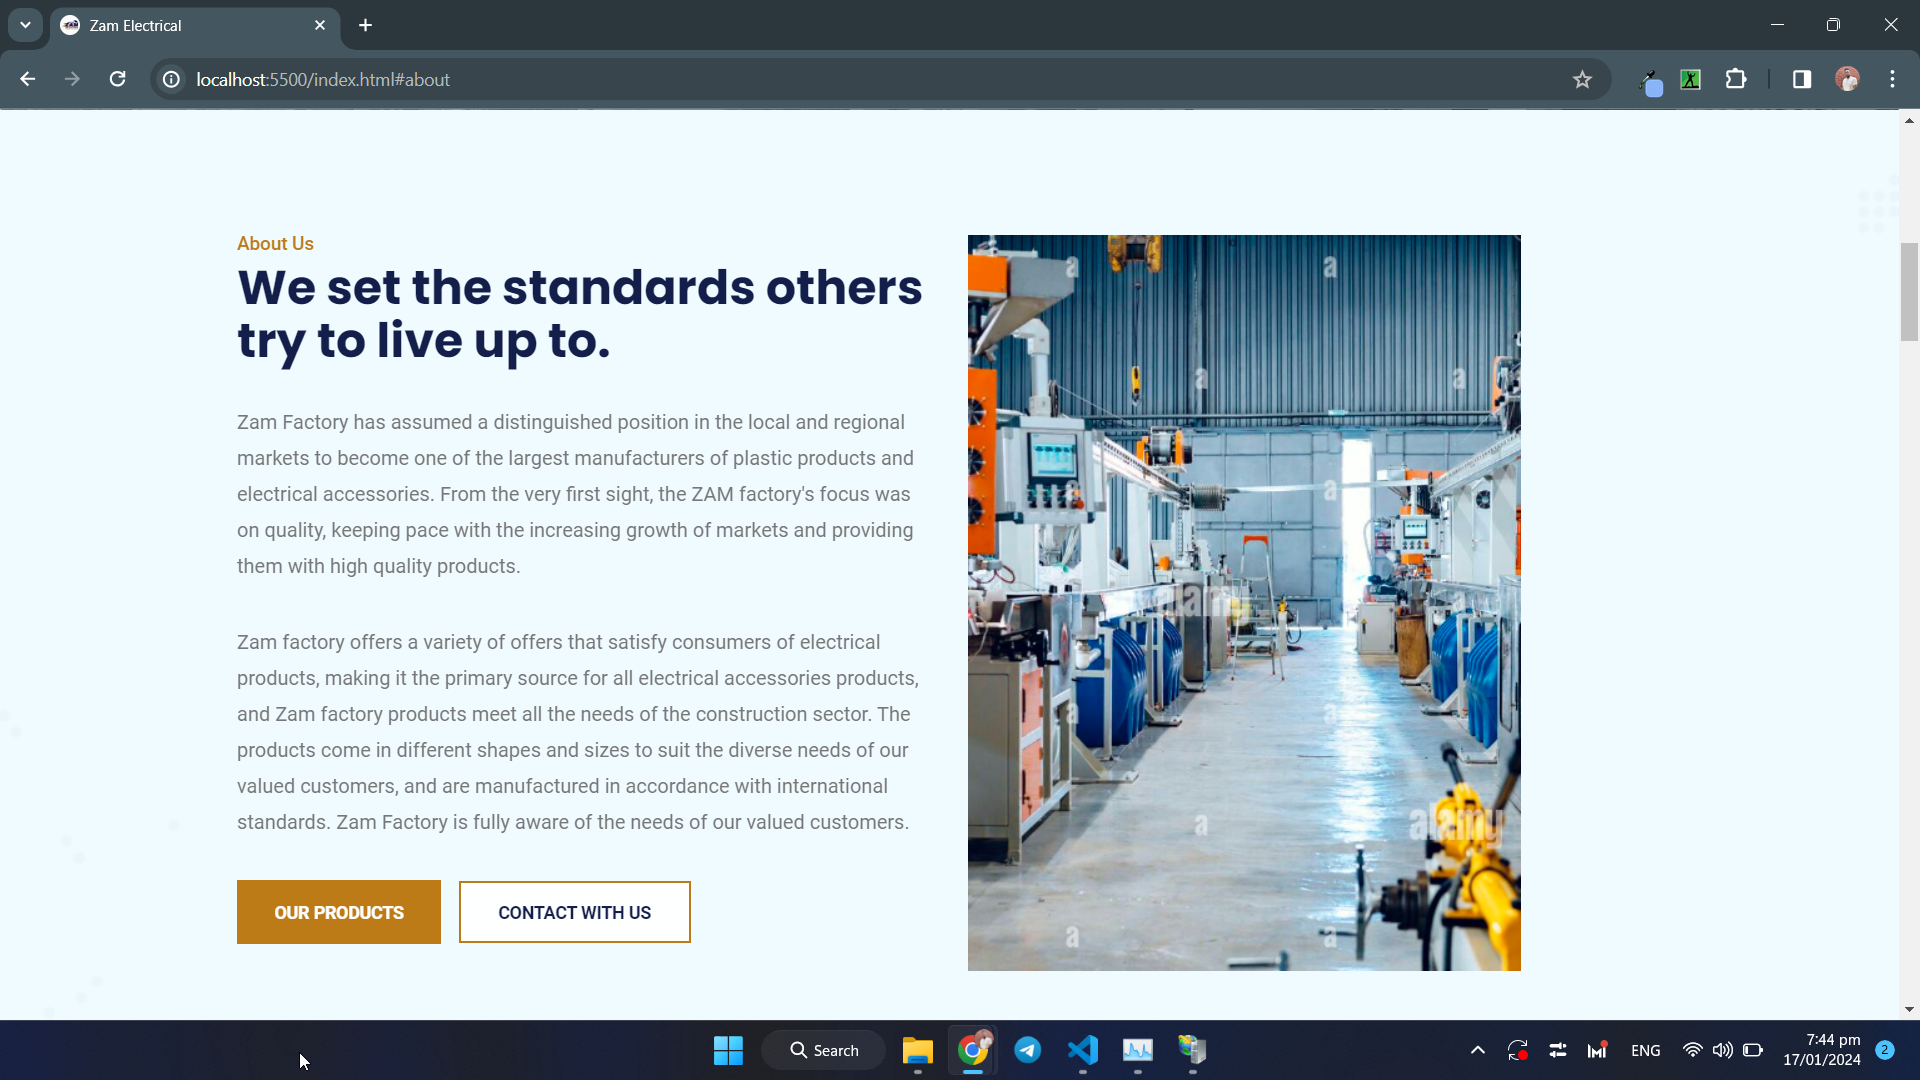 Zam Electrical
localhost:5500/index.html#about
About Us
We set the standards others
try to live up to.
Zam Factory has assumed a distinguished position in the local and regional
markets to become one of the largest manufacturers of plastic products and
electrical accessories. From the very first sight, the ZAM factory's focus was
on quality, keeping pace with the increasing growth of markets and providing
them with high quality products.
Zam factory offers a variety of offers that satisfy consumers of electrical
products, making it the primary source for all electrical accessories products,
and Zam factory products meet all the needs of the construction sector. The
products come in different shapes and sizes to suit the diverse needs of our
valued customers, and are manufactured in accordance with international
standards. Zam Factory is fully aware of the needs of our valued customers.
OUR PRODUCTS
CONTACT WITH US
a
a
a
a
a
alamy
a
a
a
alamy
a
a
Search
ENG
7:44 pm
17/01/2024
2